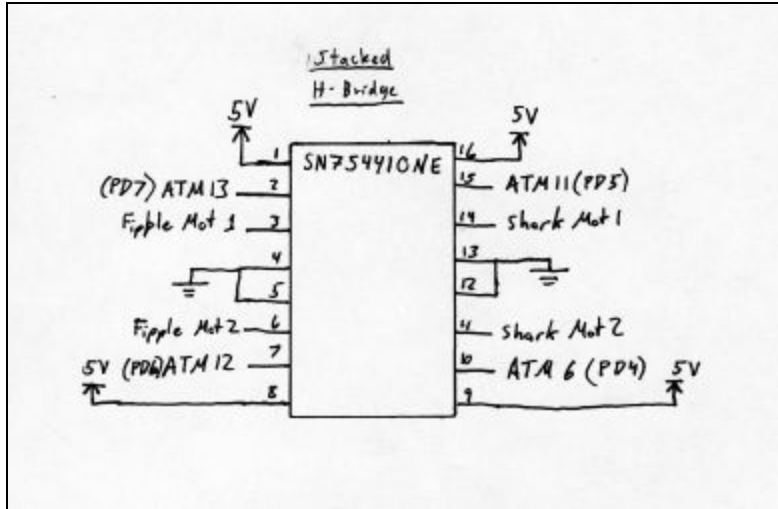 Stacked
H-Bridge
5V
5V
1
SN754410NE
16
(PD7) ATM 13
2
15
ATM 11 (PD5)
Fipple Mot 1
3
14
Shark Mot 1
4
13
5
12
Fipple Mot 2
6
11
Shark Mot 2
5V
(PD6) ATM 12
7
10
ATM 6 (PD4)
5V
8
9